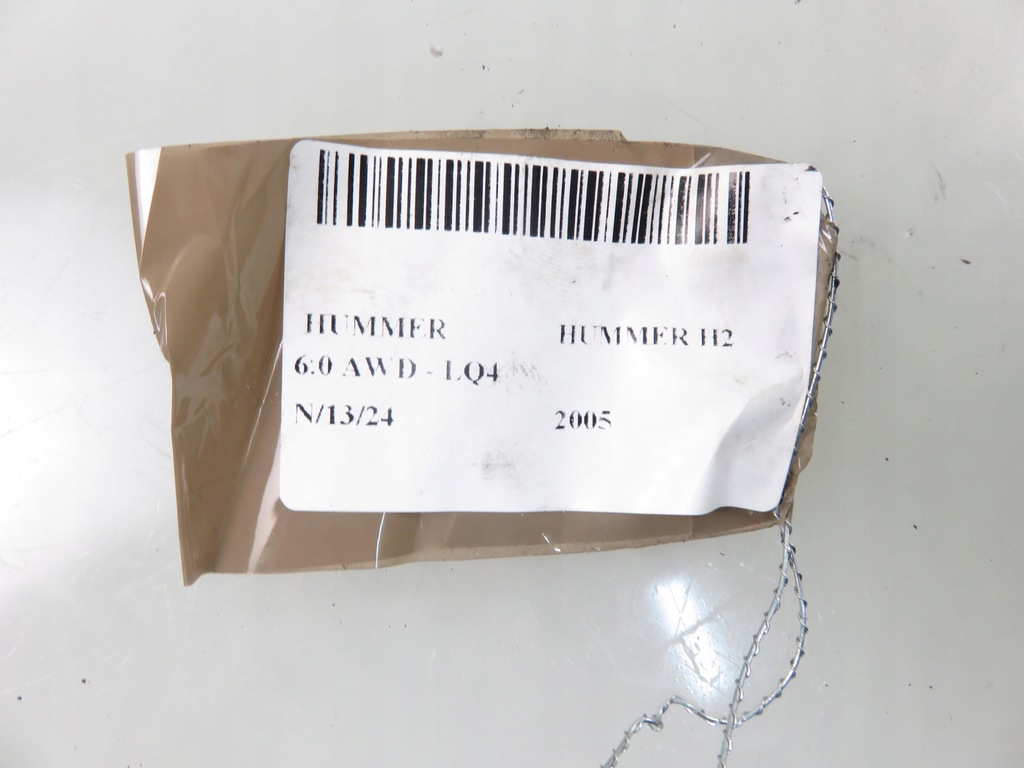 HUMMER HUMMER H2
6:0 AWD - LQ4
N/13/24 2005